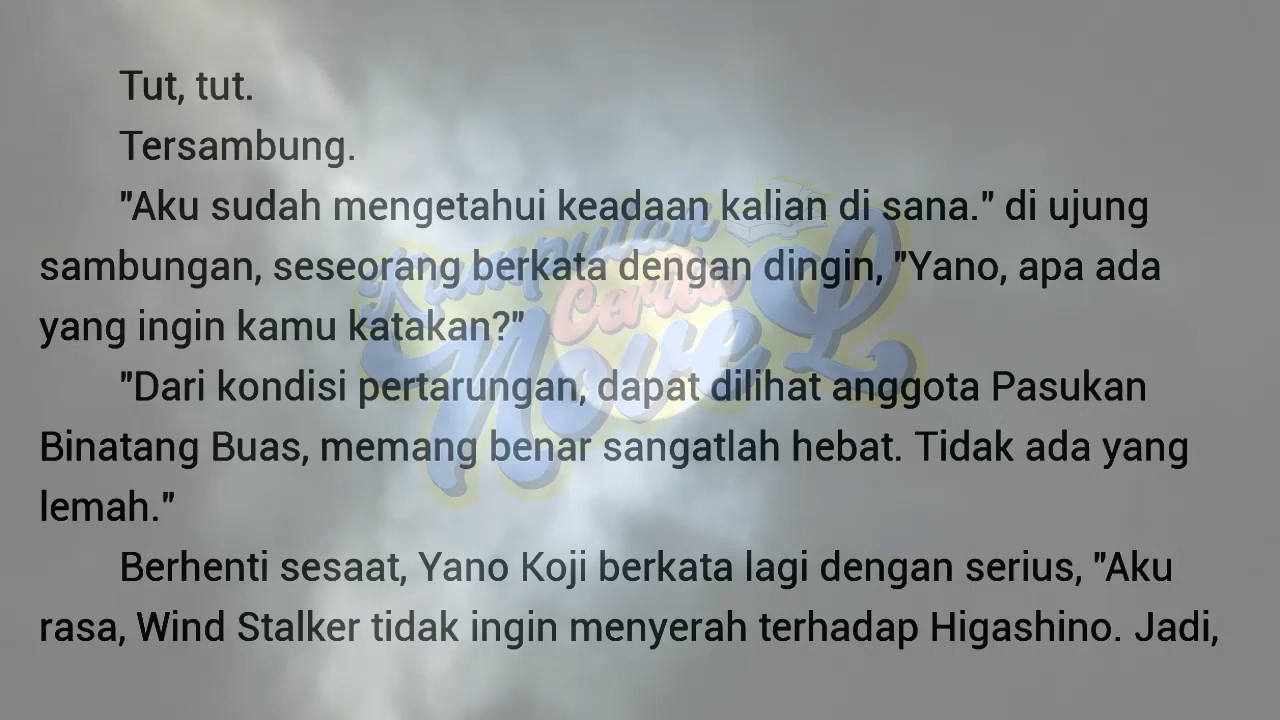 Tut, tut.
Tersambung.
"Aku sudah mengetahui keadaan kalian di sana." di ujung
sambungan, seseorang berkata dengan dingin, "Yano, apa ada
yang ingin kamu katakan?"
"Dari kondisi pertarungan, dapat dilihat anggota Pasukan
Binatang Buas, memang benar sangatlah hebat. Tidak ada yang
lemah."
Berhenti sesaat, Yano Koji berkata lagi dengan serius, "Aku
rasa, Wind Stalker tidak ingin menyerah terhadap Higashino. Jadi,
Kumpulan
Cerita
NoveL